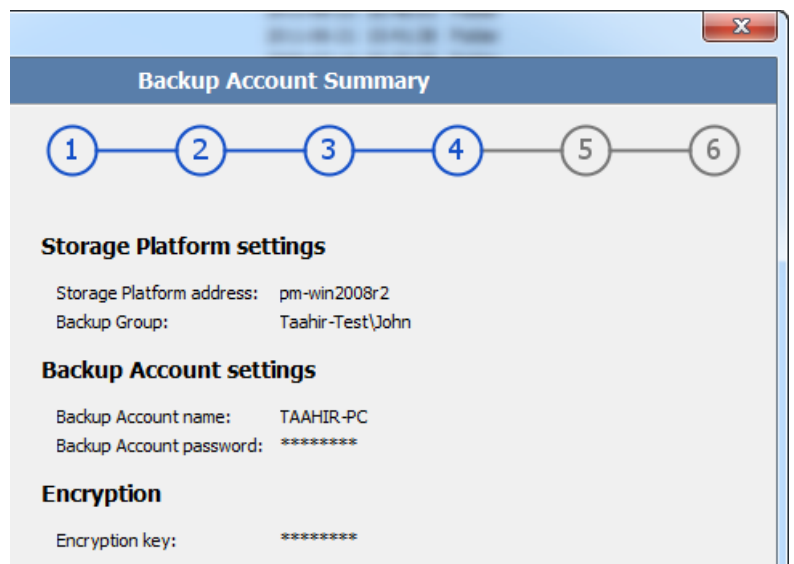 Backup Account Summary
1 2 3 4 5 6
Storage Platform settings
Storage Platform address: pm-win2008r2
Backup Group: Taahir-Test\John
Backup Account settings
Backup Account name: TAAHIR-PC
Backup Account password: ********
Encryption
Encryption key: ********